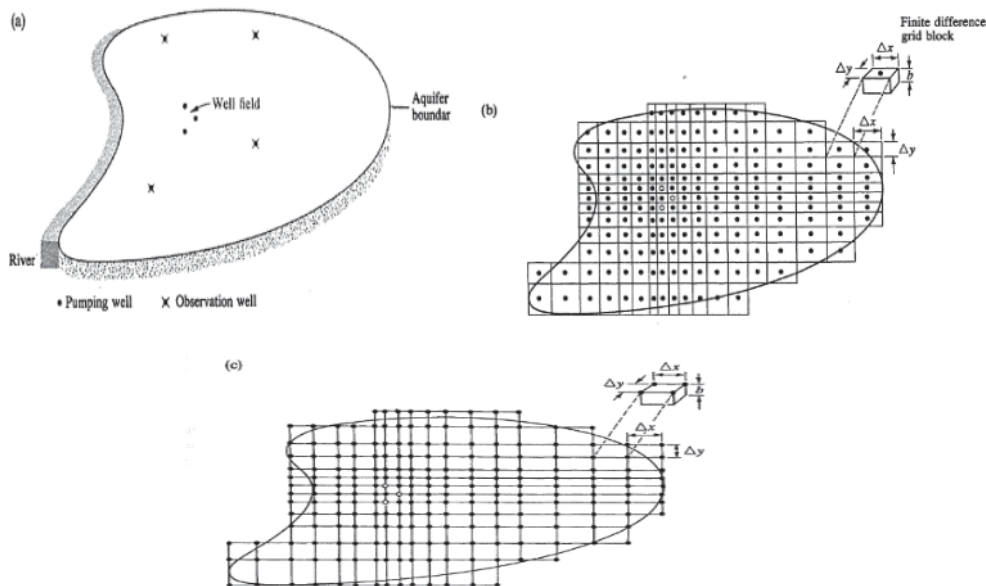 (a)
Well field
Aquifer
boundar
River
• Pumping well
x Observation well
(b)
Finite difference
grid block
Δx
Δy
b
Δx
Δy
(c)
Δx
Δy
b
Δx
Δy